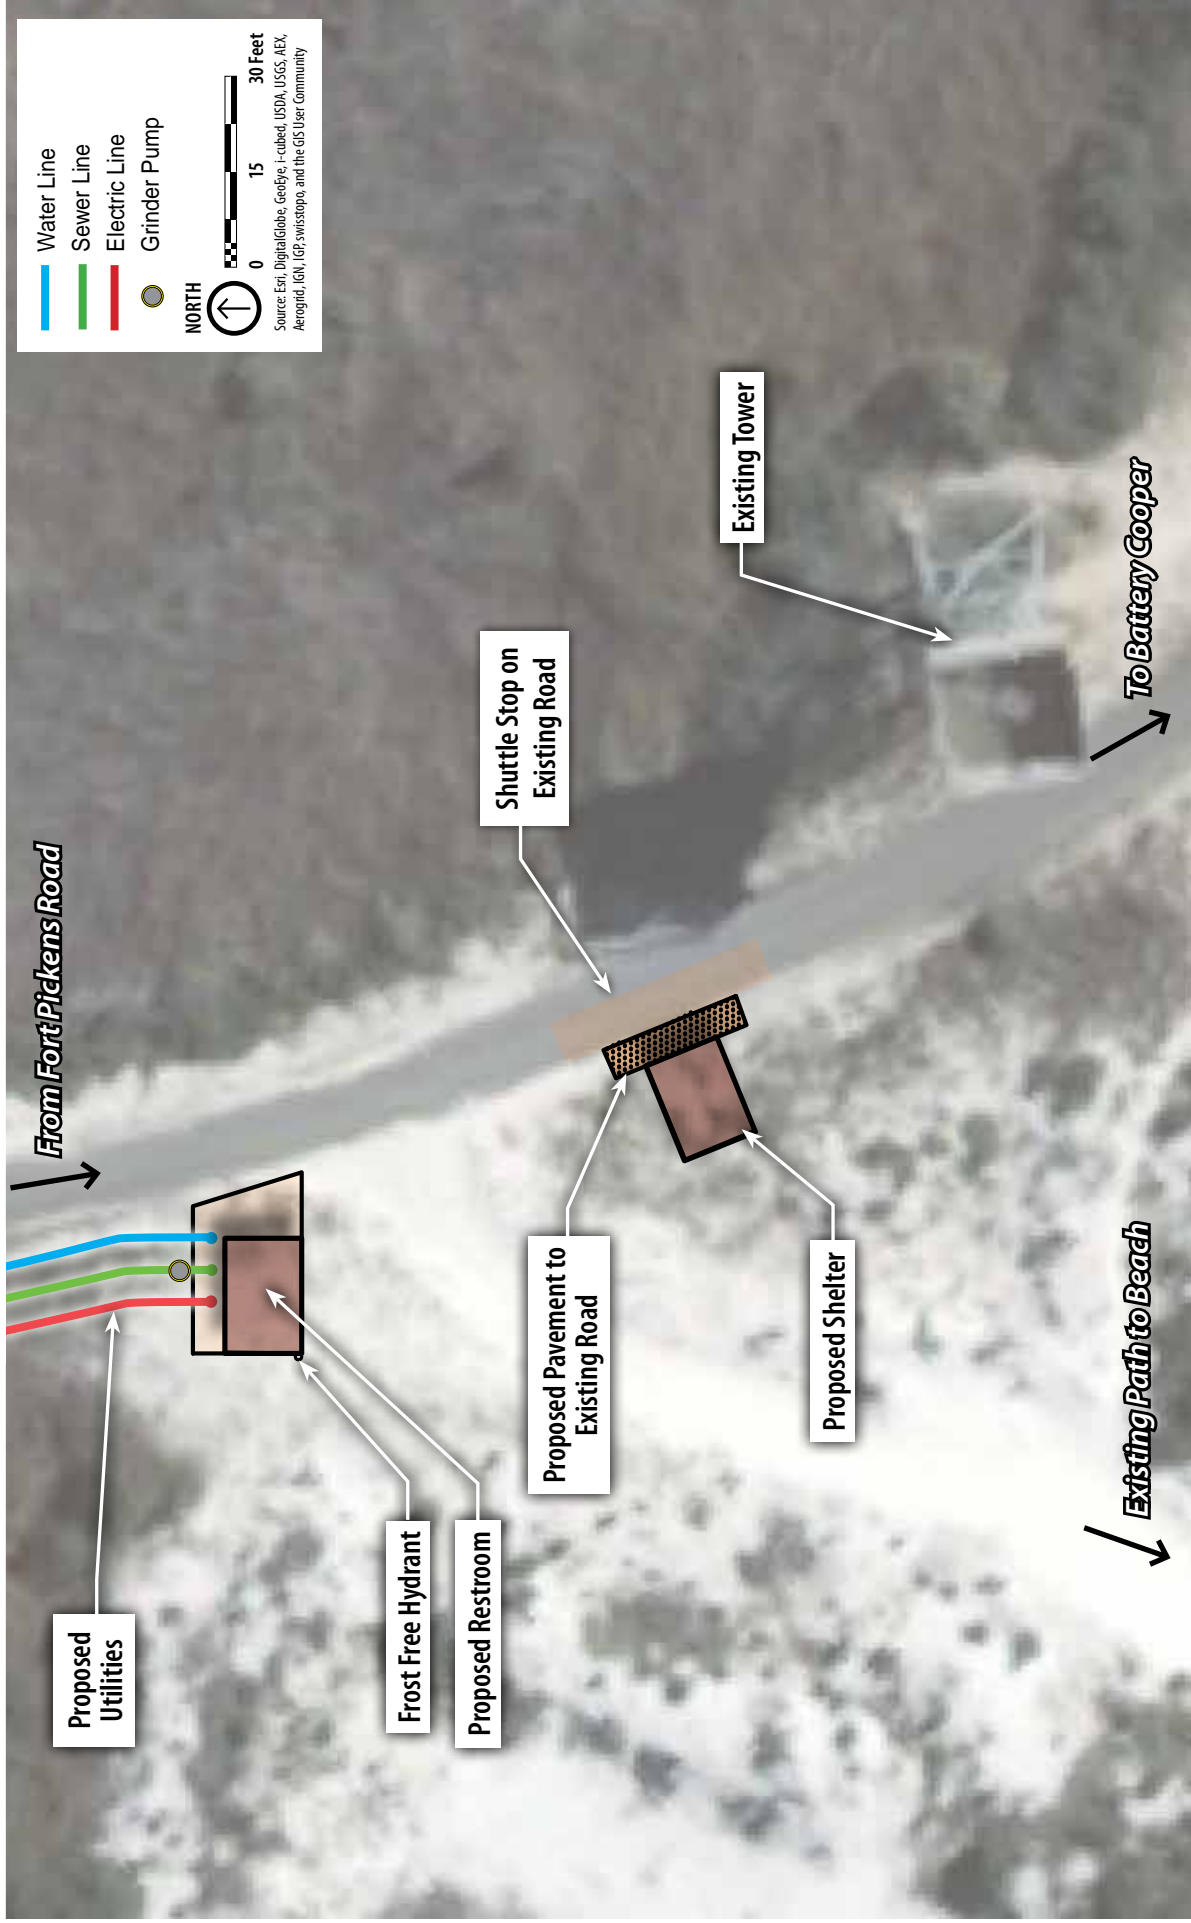 From Fort Pickens Road
Water Line
Sewer Line
Electric Line
Grinder Pump
NORTH
0
15
30 Feet
Source: Esri, DigitalGlobe, GeoEye, i-cubed, USDA, USGS, AEX,
Aerogrid, IGN, IGP, swisstopo, and the GIS User Community
Proposed
Utilities
Frost Free Hydrant
Proposed Restroom
Shuttle Stop on
Existing Road
Proposed Pavement to
Existing Road
Existing Tower
Proposed Shelter
Existing Path to Beach
To Battery Cooper